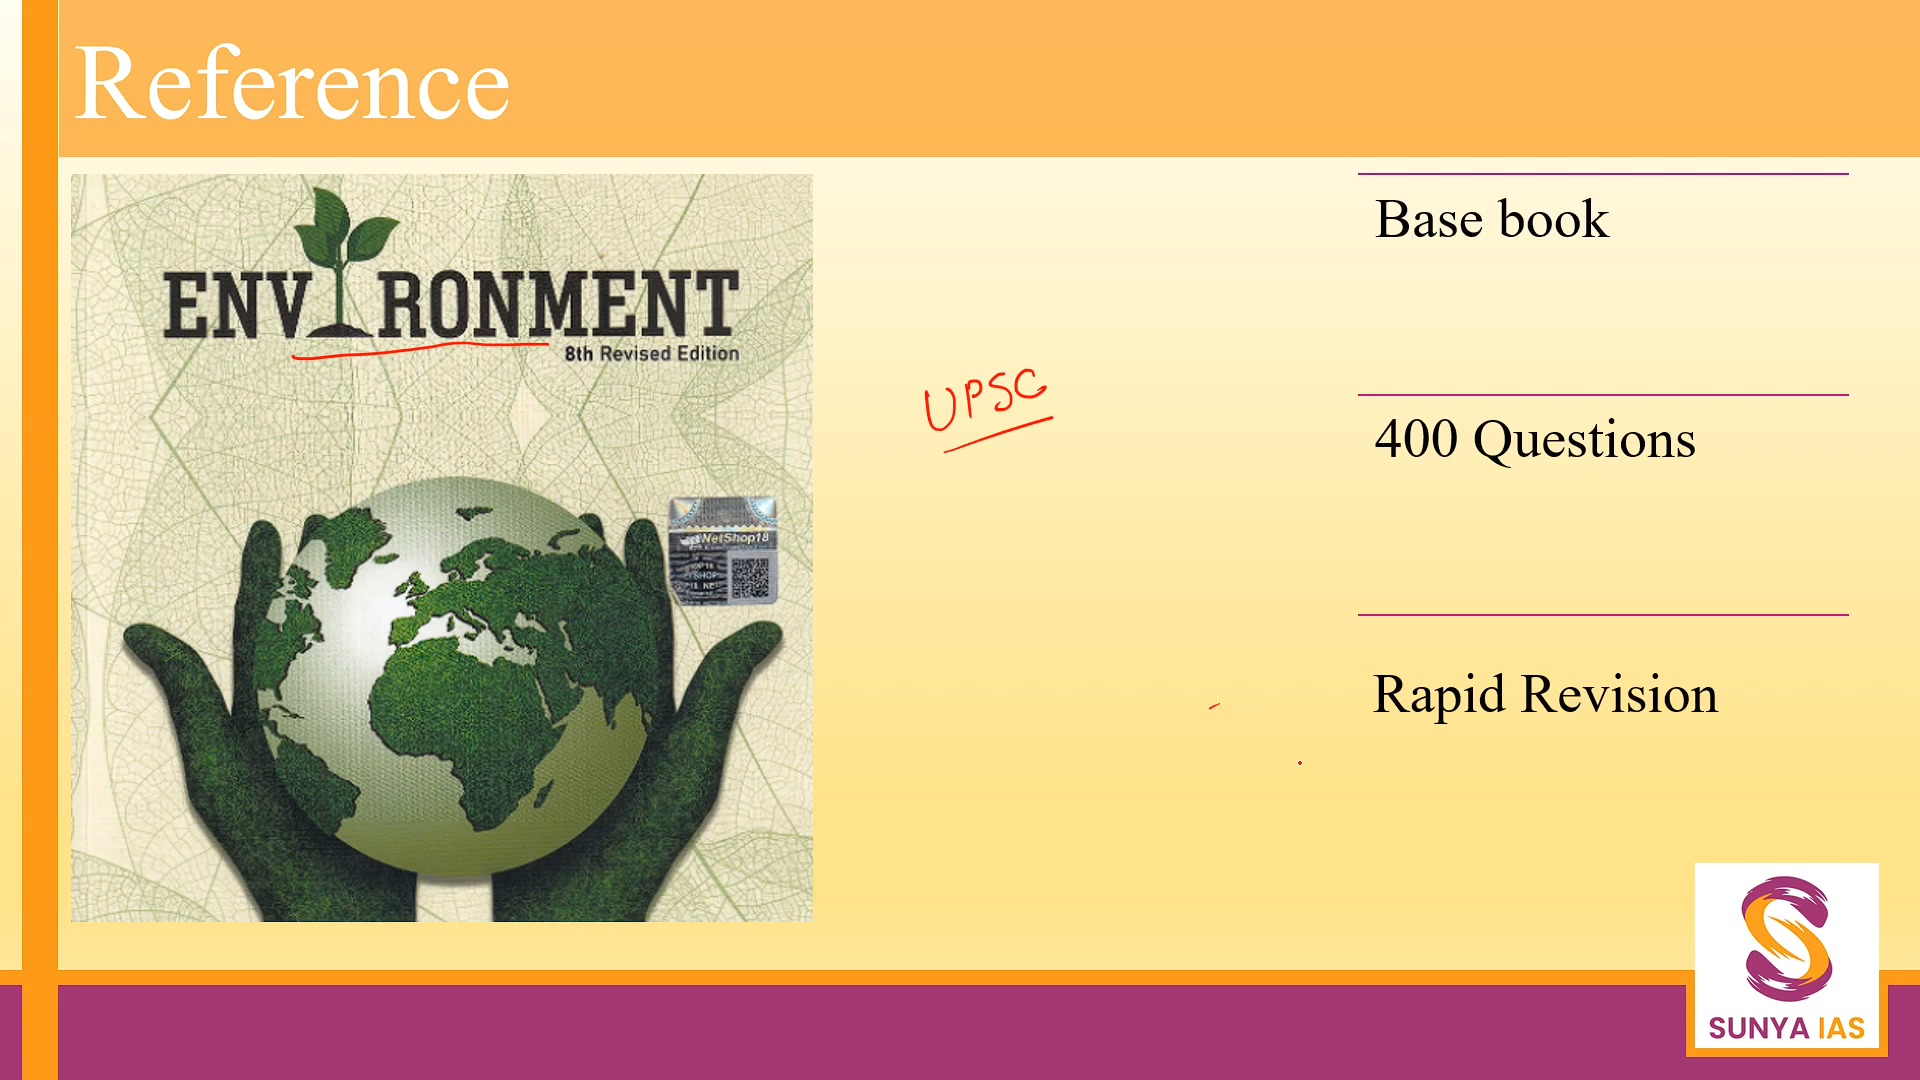 Reference
ENVIRONMENT
8th Revised Edition
NetShop18
UPSC
Base book
400 Questions
Rapid Revision
SUNYA IAS